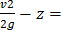 v2/2g − z =